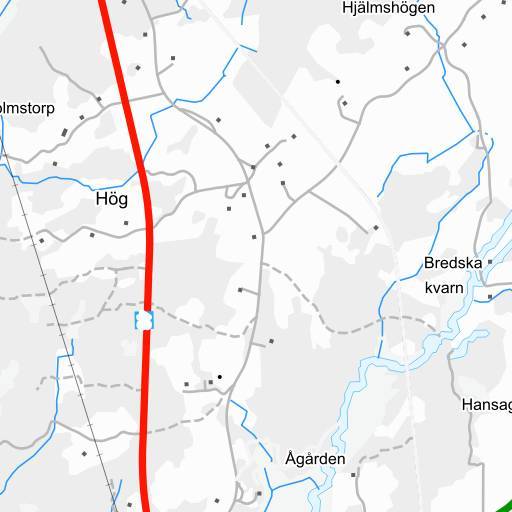 Hjälmshögen
olmstorp
Hög
Bredska
kvarn
Hansag
Ågården